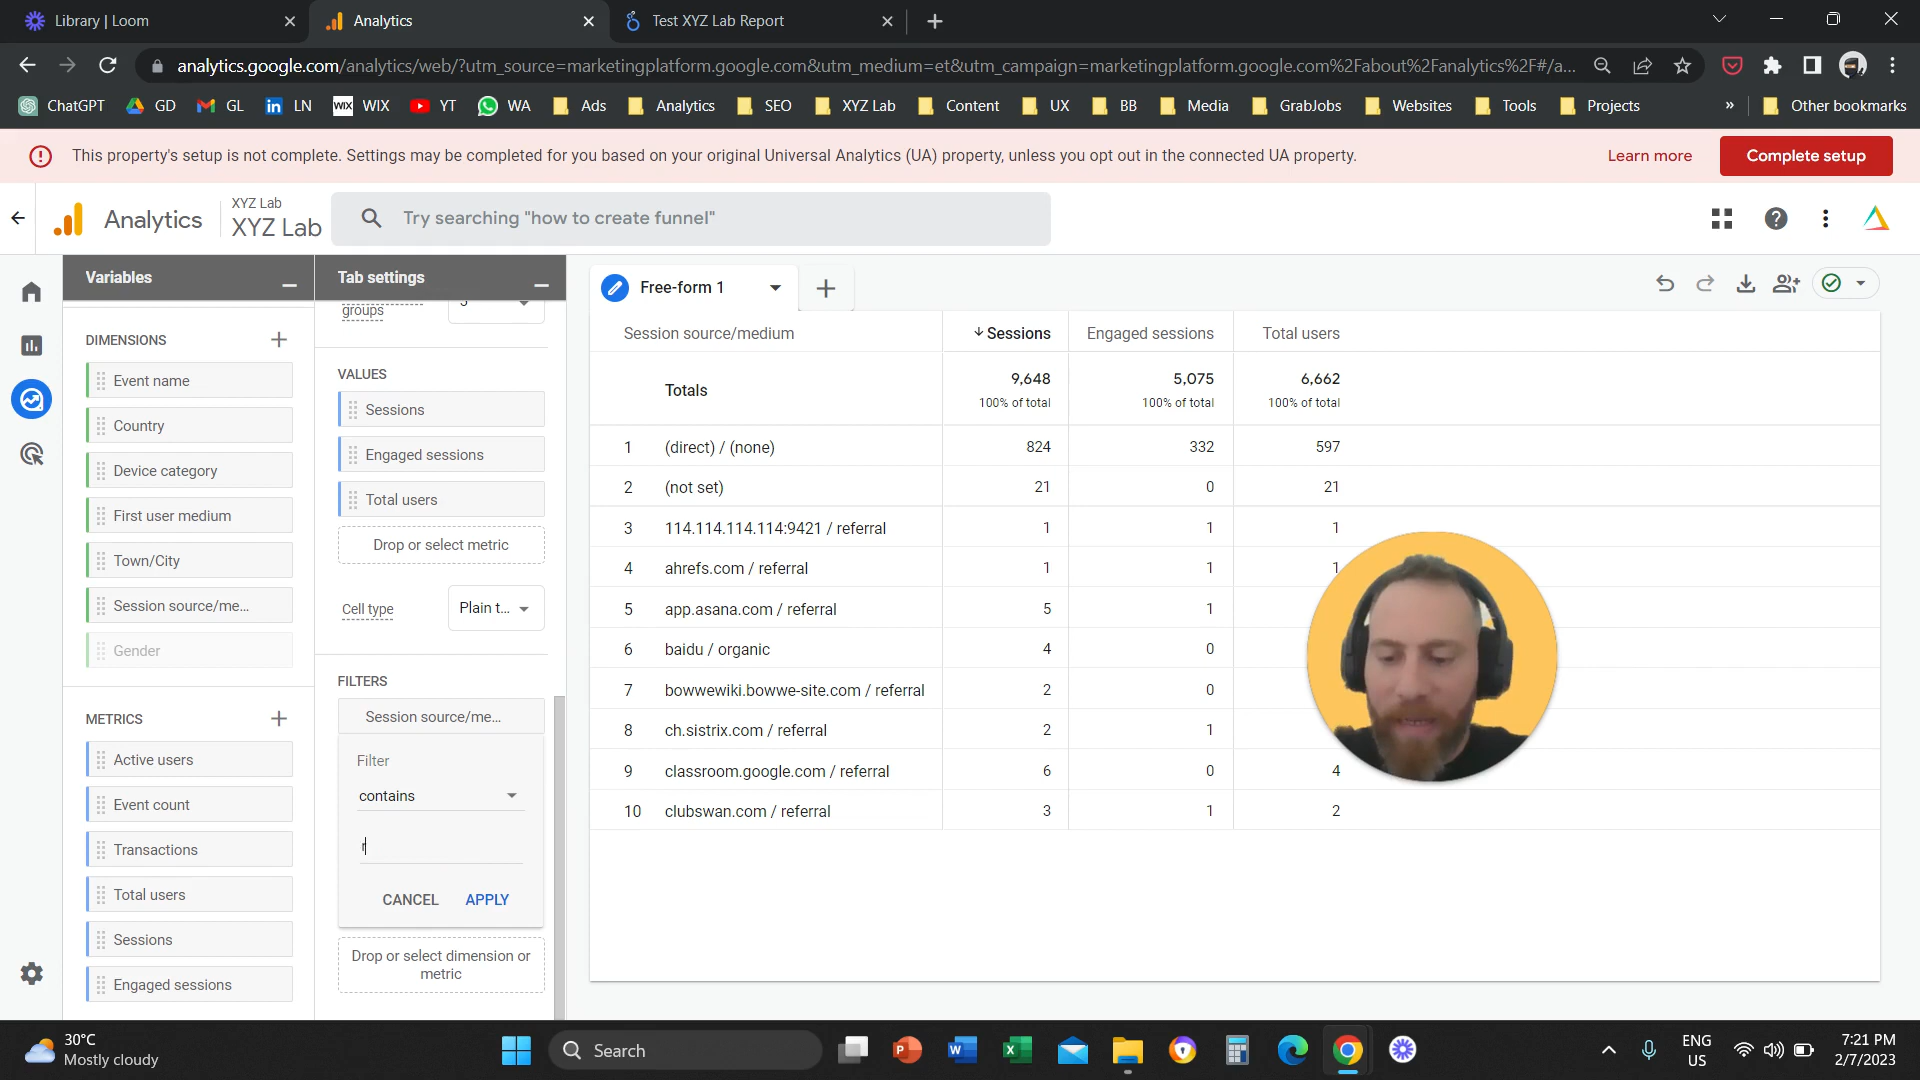 Library | Loom
Analytics
Test XYZ Lab Report
analytics.google.com/analytics/web/?utm_source=marketingplatform.google.com&utm_medium=et&utm_campaign=marketingplatform.google.com%2Fabout%2Fanalytics%2F#/a...
ChatGPT GD GL LN WIX YT WA Ads Analytics SEO XYZ Lab Content UX BB Media GrabJobs Websites Tools Projects » Other bookmarks
This property's setup is not complete. Settings may be completed for you based on your original Universal Analytics (UA) property, unless you opt out in the connected UA property.
Learn more
Complete setup
Analytics
XYZ Lab
XYZ Lab
Try searching "how to create funnel"
Variables
DIMENSIONS
Event name
Country
Device category
First user medium
Town/City
Session source/me...
Gender
METRICS
Active users
Event count
Transactions
Total users
Sessions
Engaged sessions
Tab settings
groups
VALUES
Sessions
Engaged sessions
Total users
Drop or select metric
Cell type Plain t...
FILTERS
Session source/me...
Filter
contains
r
CANCEL APPLY
Drop or select dimension or
metric
Free-form 1
Session source/medium Sessions Engaged sessions Total users
Totals 9,648 5,075 6,662
100% of total 100% of total 100% of total
1 (direct) / (none) 824 332 597
2 (not set) 21 0 21
3 114.114.114.114:9421 / referral 1 1 1
4 ahrefs.com / referral 1 1 1
5 app.asana.com / referral 5 1
6 baidu / organic 4 0
7 bowwewiki.bowwe-site.com / referral 2 0
8 ch.sistrix.com / referral 2 1
9 classroom.google.com / referral 6 0 4
10 clubswan.com / referral 3 1 2
30°C
Mostly cloudy
Search
ENG
US
7:21 PM
2/7/2023